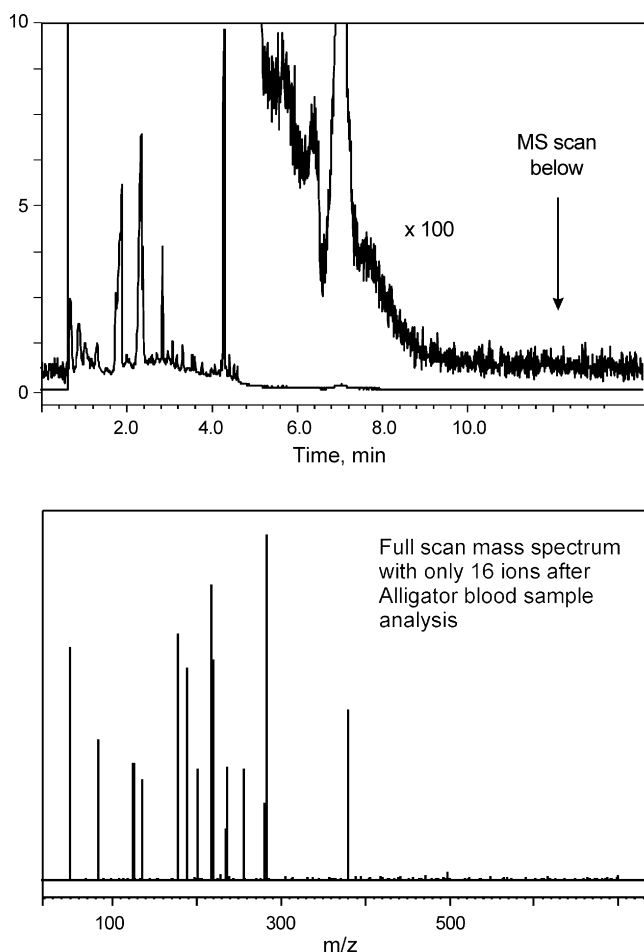 10
5
0
MS scan
below
x 100
2.0 4.0 6.0 8.0 10.0
Time, min
Full scan mass spectrum
with only 16 ions after
Alligator blood sample
analysis
100 300 500
m/z